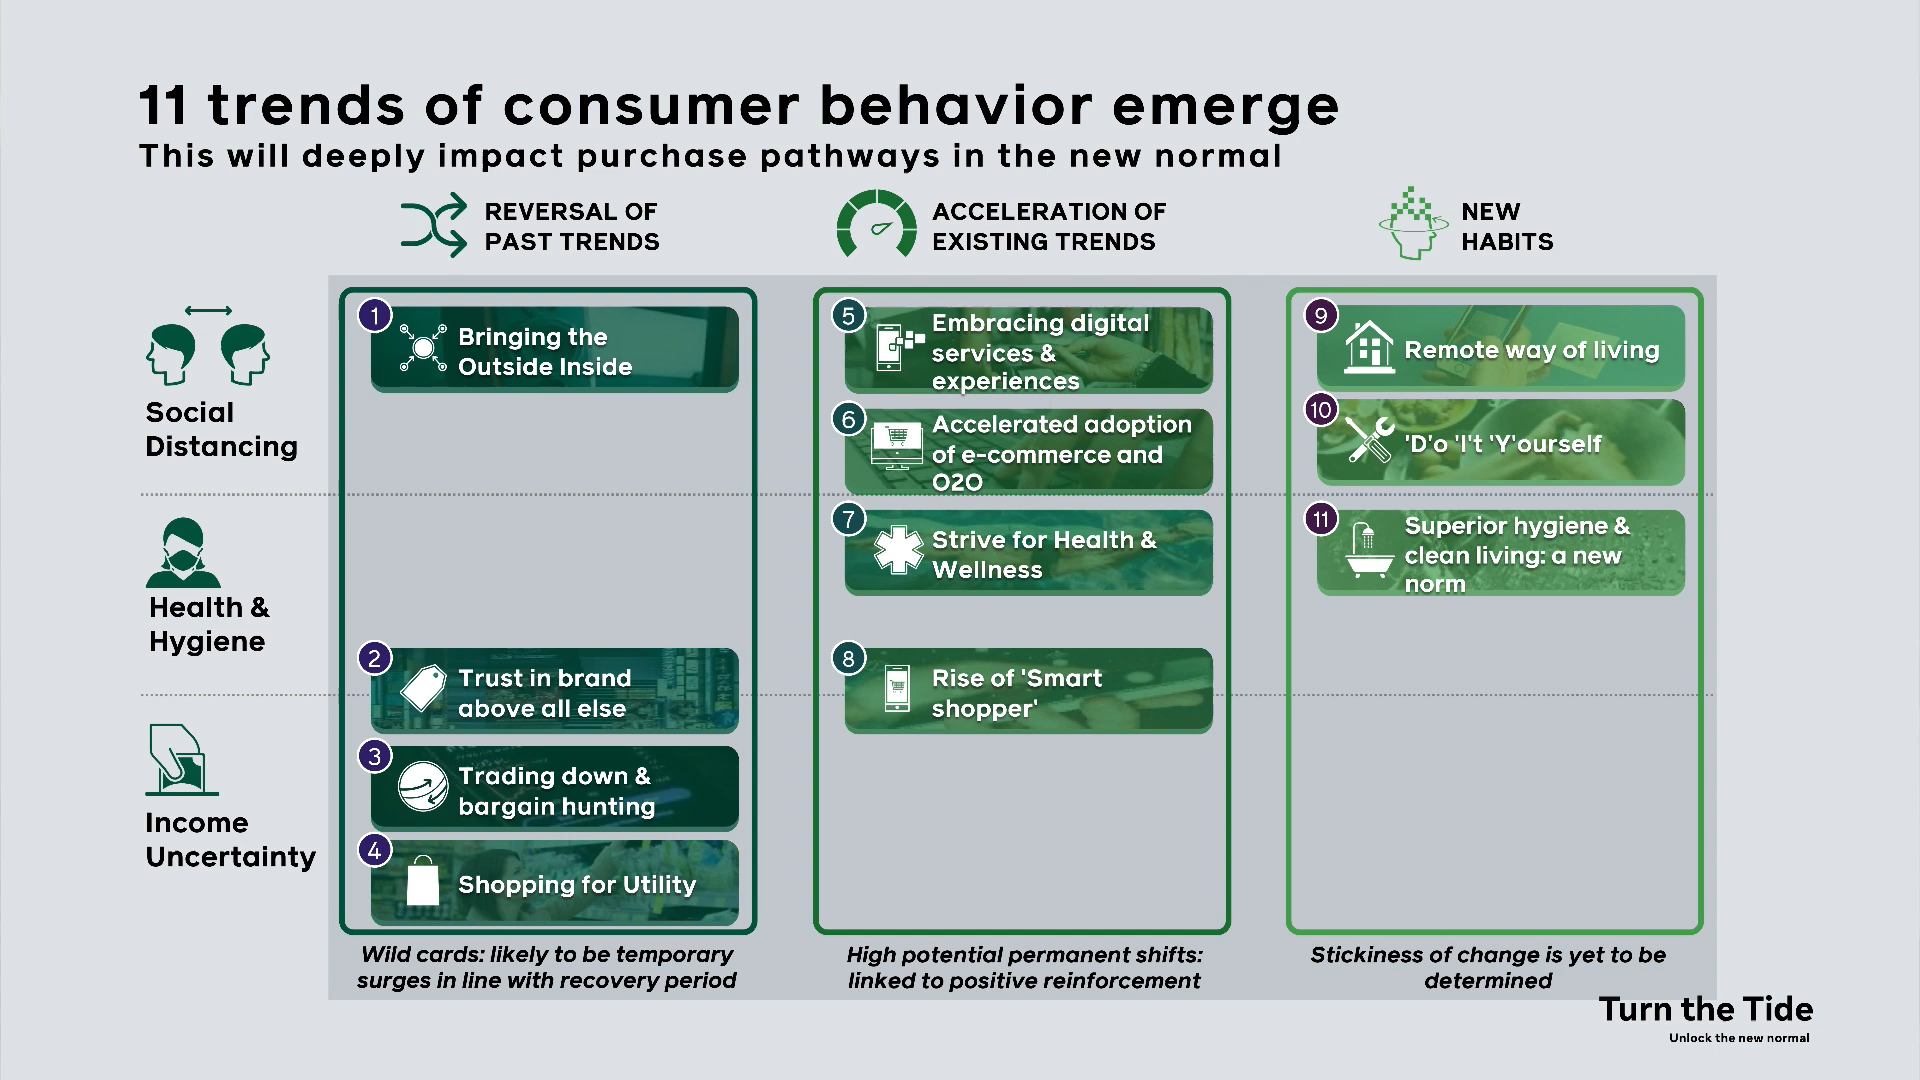 11 trends of consumer behavior emerge
This will deeply impact purchase pathways in the new normal
REVERSAL OF
PAST TRENDS
ACCELERATION OF
EXISTING TRENDS
NEW
HABITS
Social
Distancing
1
Bringing the
Outside Inside
5
Embracing digital
services &
experiences
6
Accelerated adoption
of e-commerce and
O2O
9
Remote way of living
10
'D'o 'I't 'Y'ourself
Health &
Hygiene
7
Strive for Health &
Wellness
11
Superior hygiene &
clean living: a new
norm
2
Trust in brand
above all else
8
Rise of 'Smart
shopper'
Income
Uncertainty
3
Trading down &
bargain hunting
4
Shopping for Utility
Wild cards: likely to be temporary
surges in line with recovery period
High potential permanent shifts:
linked to positive reinforcement
Stickiness of change is yet to be
determined
Turn the Tide
Unlock the new normal